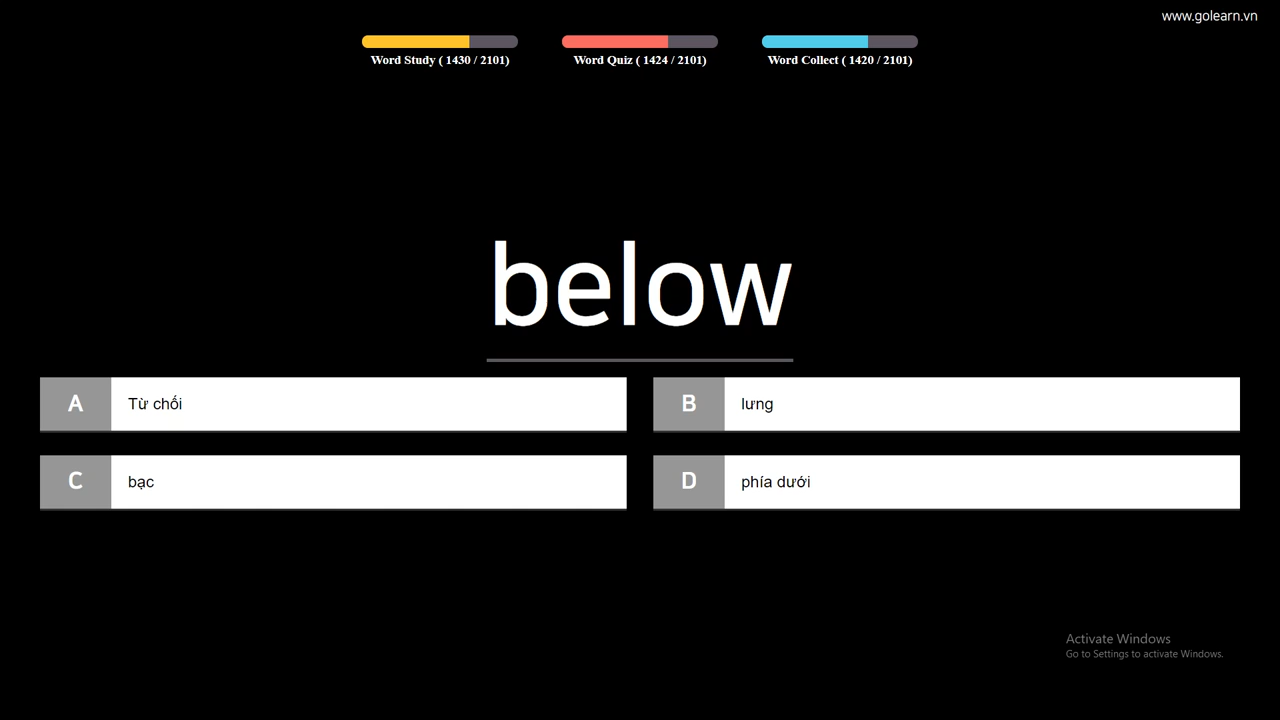 www.golearn.vn
Word Study ( 1430 / 2101)
Word Quiz ( 1424 / 2101)
Word Collect ( 1420 / 2101)
below
A Từ chối
B lưng
C bạc
D phía dưới
Activate Windows
Go to Settings to activate Windows.